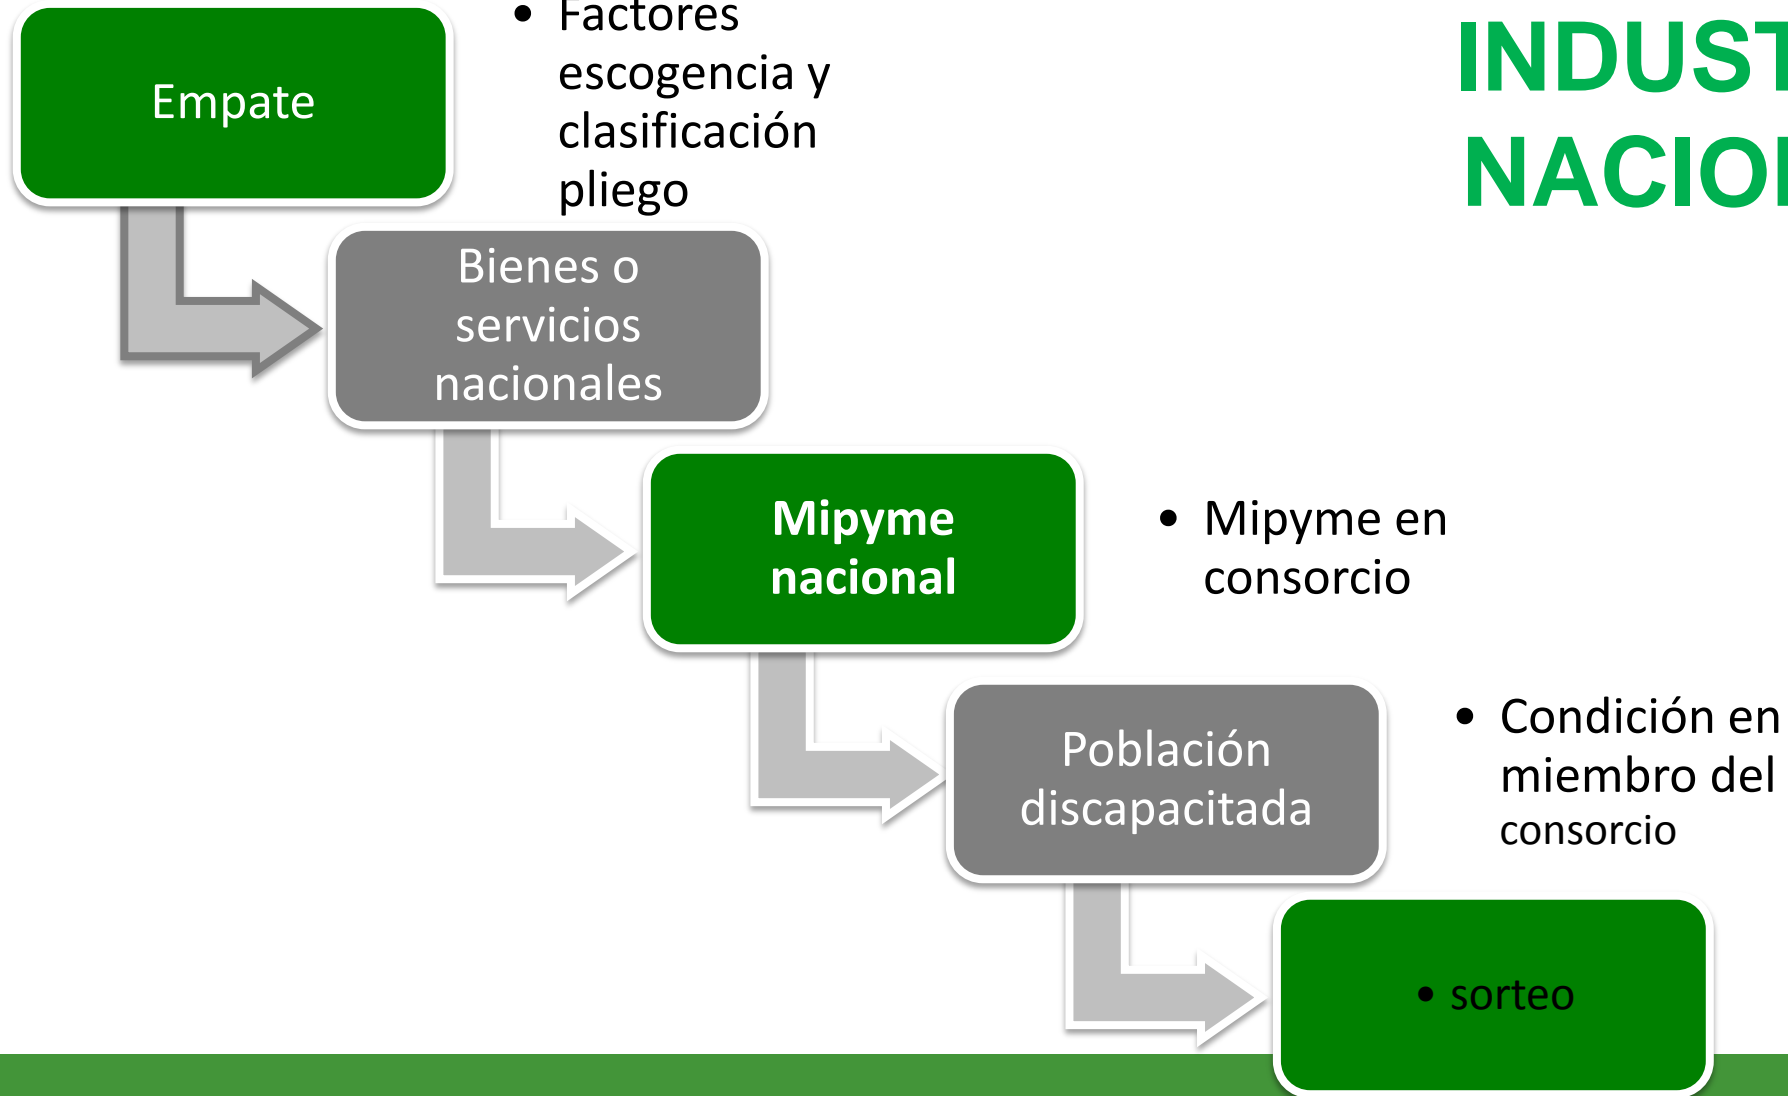 Empate
• Factores
escogencia y
clasificación
pliego
INDUST
NACION
Bienes o
servicios
nacionales
Mipyme
nacional
• Mipyme en
consorcio
Población
discapacitada
• Condición en
miembro del
consorcio
• sorteo